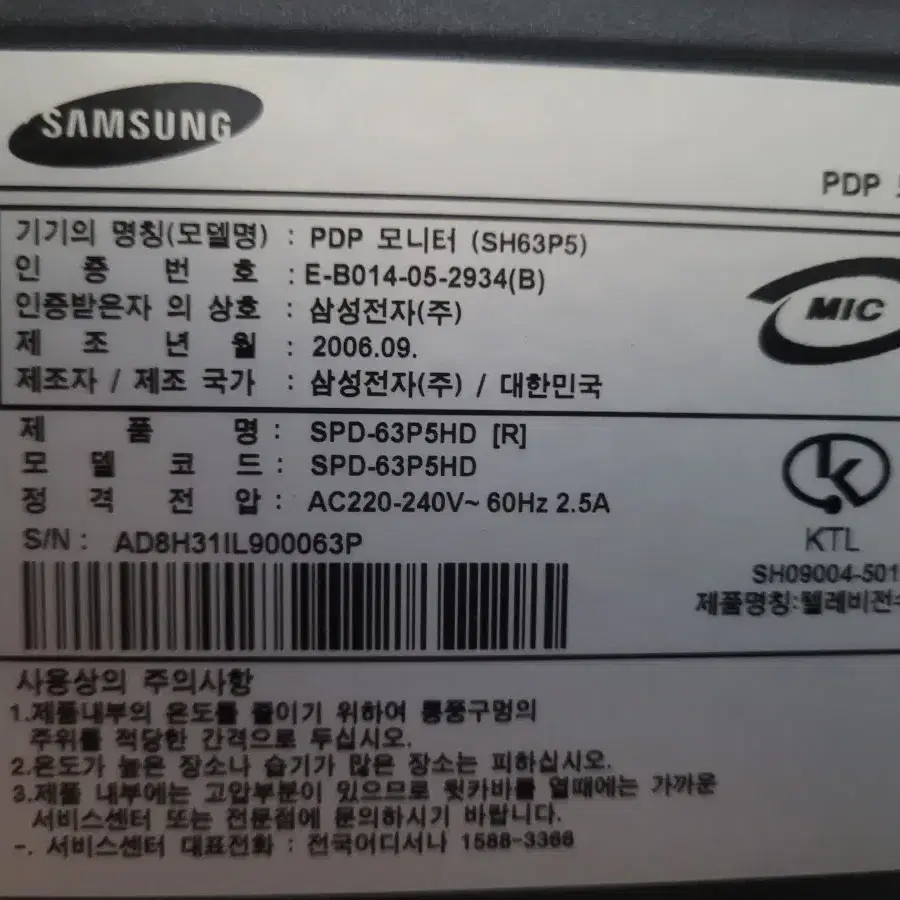 SAMSUNG
PDP
기기의 명칭(모델명) : PDP 모니터 (SH63P5)
인 증 번 호 : E-B014-05-2934(B)
인증받은자 의 상호 : 삼성전자(주)
제 조 년 월 : 2006.09.
제조자 / 제조 국가 : 삼성전자(주) / 대한민국
MIC
제 품 명 : SPD-63P5HD [R]
모 델 코 드 : SPD-63P5HD
정 격 전 압 : AC220-240V~ 60Hz 2.5A
S/N : AD8H31IL900063P
KTL
SH09004-501
제품명칭:텔레비전
사용상의 주의사항
1.제품내부의 온도를 줄이기 위하여 통풍구멍의
주위를 적당한 간격으로 두십시오.
2.온도가 높은 장소나 습기가 많은 장소는 피하십시오.
3.제품 내부에는 고압부분이 있으므로 뒷카바를 열때에는 가까운
서비스센터 또는 전문점에 문의하시기 바랍니다.
-. 서비스센터 대표전화 : 전국어디서나 1588-3366